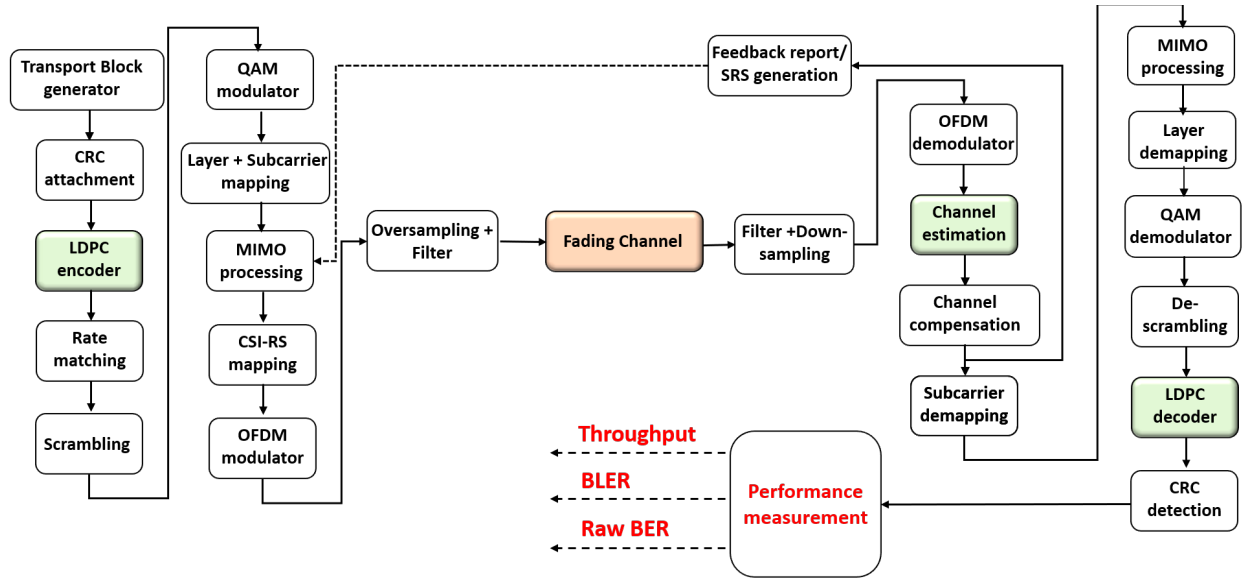 Transport Block
generator
CRC
attachment
LDPC
encoder
Rate
matching
Scrambling
QAM
modulator
Layer + Subcarrier
mapping
MIMO
processing
CSI-RS
mapping
OFDM
modulator
Oversampling +
Filter
Fading Channel
Filter +Down-
sampling
Feedback report/
SRS generation
OFDM
demodulator
Channel
estimation
Channel
compensation
Subcarrier
demapping
MIMO
processing
Layer
demapping
QAM
demodulator
De-
scrambling
LDPC
decoder
CRC
detection
Performance
measurement
Throughput
BLER
Raw BER